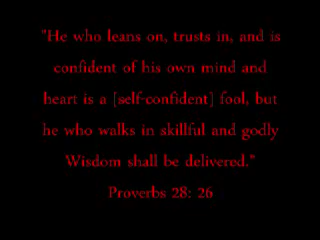 "He who leans on, trusts in, and is
confident of his own mind and
heart is a [self-confident] fool, but
he who walks in skillful and godly
Wisdom shall be delivered."
Proverbs 28: 26